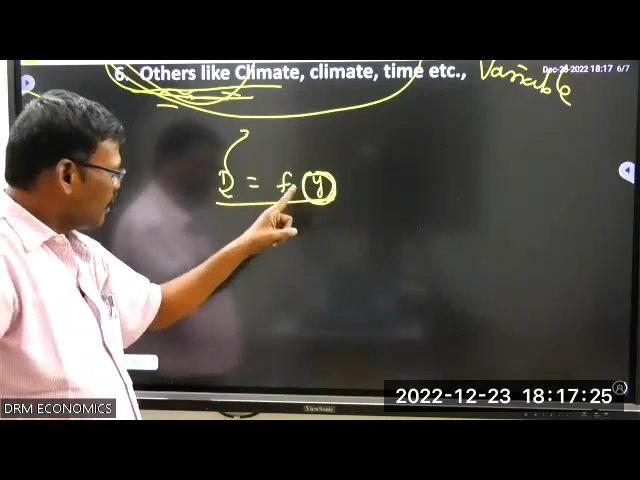 6. Others like Climate, climate, time etc., Variable
Dec-23-2022 18:17 6/7
D = f y
2022-12-23 18:17:25
DRM ECONOMICS
ViewSonic